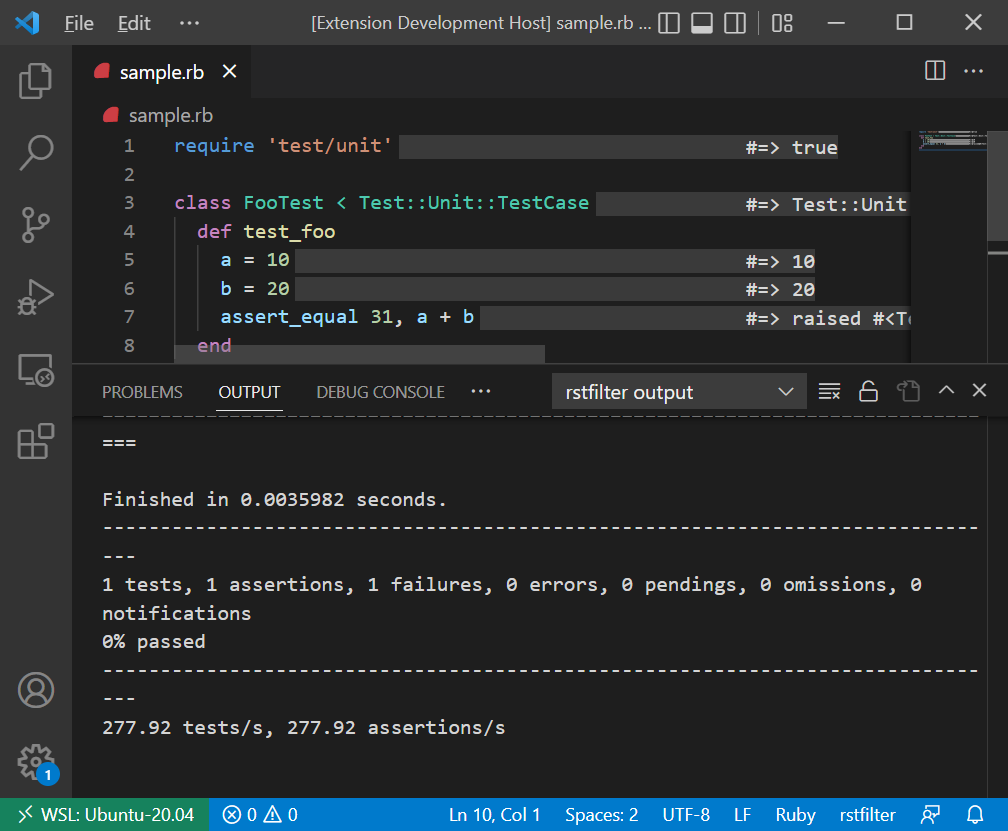 File Edit ··· [Extension Development Host] sample.rb ...
sample.rb
sample.rb
1 require 'test/unit' #=> true
2
3 class FooTest < Test::Unit::TestCase #=> Test::Unit
4 def test_foo
5 a = 10 #=> 10
6 b = 20 #=> 20
7 assert_equal 31, a + b #=> raised #<Te
8 end
PROBLEMS OUTPUT DEBUG CONSOLE ··· rstfilter output
===
Finished in 0.0035982 seconds.
----------------------------------------------------------------------------
---
1 tests, 1 assertions, 1 failures, 0 errors, 0 pendings, 0 omissions, 0
notifications
0% passed
----------------------------------------------------------------------------
---
277.92 tests/s, 277.92 assertions/s
1
WSL: Ubuntu-20.04 0 0 Ln 10, Col 1 Spaces: 2 UTF-8 LF Ruby rstfilter